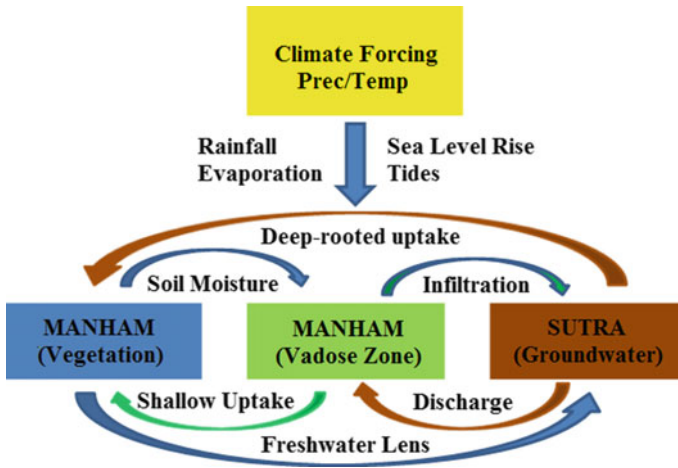 Climate Forcing
Prec/Temp
Rainfall
Evaporation
Sea Level Rise
Tides
Deep-rooted uptake
Soil Moisture
Infiltration
MANHAM
(Vegetation)
MANHAM
(Vadose Zone)
SUTRA
(Groundwater)
Shallow Uptake
Discharge
Freshwater Lens